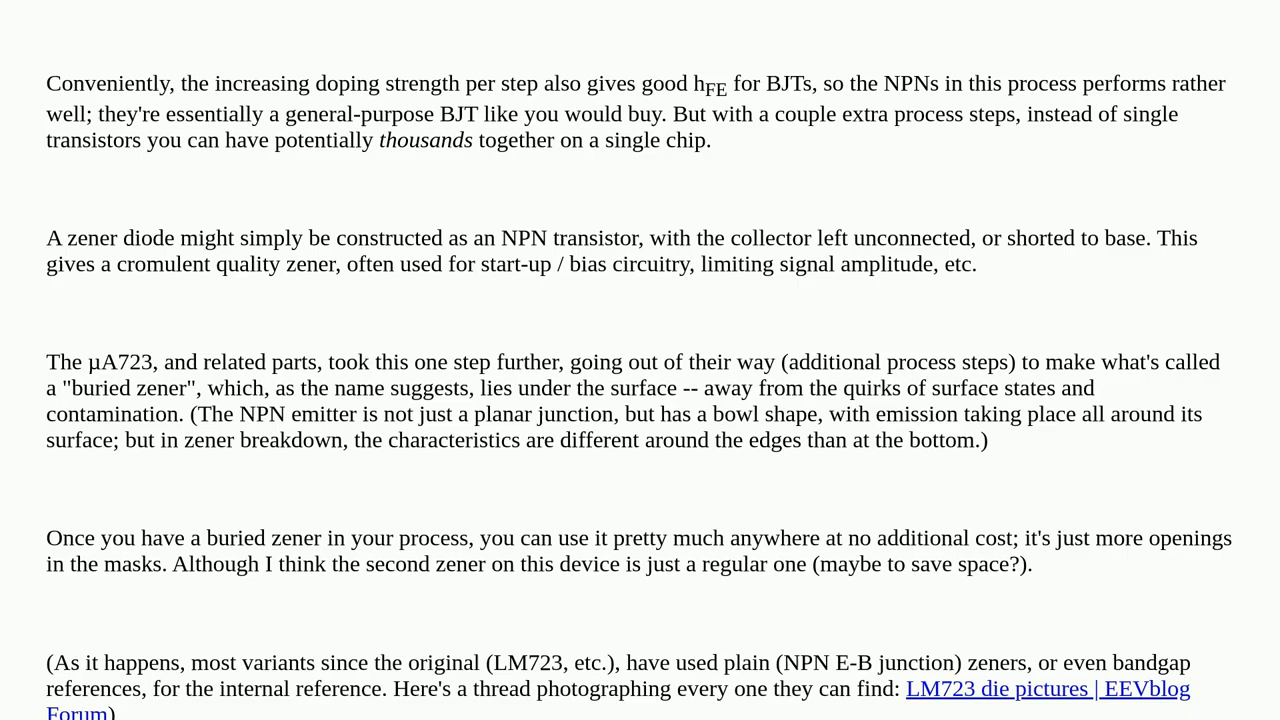 Conveniently, the increasing doping strength per step also gives good hFE for BJTs, so the NPNs in this process performs rather
well; they're essentially a general-purpose BJT like you would buy. But with a couple extra process steps, instead of single
transistors you can have potentially thousands together on a single chip.
A zener diode might simply be constructed as an NPN transistor, with the collector left unconnected, or shorted to base. This
gives a cromulent quality zener, often used for start-up / bias circuitry, limiting signal amplitude, etc.
The µA723, and related parts, took this one step further, going out of their way (additional process steps) to make what's called
a "buried zener", which, as the name suggests, lies under the surface -- away from the quirks of surface states and
contamination. (The NPN emitter is not just a planar junction, but has a bowl shape, with emission taking place all around its
surface; but in zener breakdown, the characteristics are different around the edges than at the bottom.)
Once you have a buried zener in your process, you can use it pretty much anywhere at no additional cost; it's just more openings
in the masks. Although I think the second zener on this device is just a regular one (maybe to save space?).
(As it happens, most variants since the original (LM723, etc.), have used plain (NPN E-B junction) zeners, or even bandgap
references, for the internal reference. Here's a thread photographing every one they can find: LM723 die pictures | EEVblog
Forum)